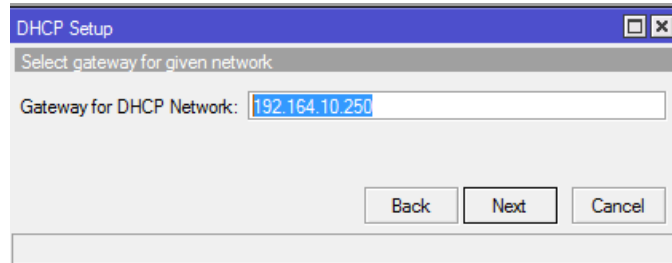 DHCP Setup
Select gateway for given network
Gateway for DHCP Network: 192.164.10.250
Back Next Cancel